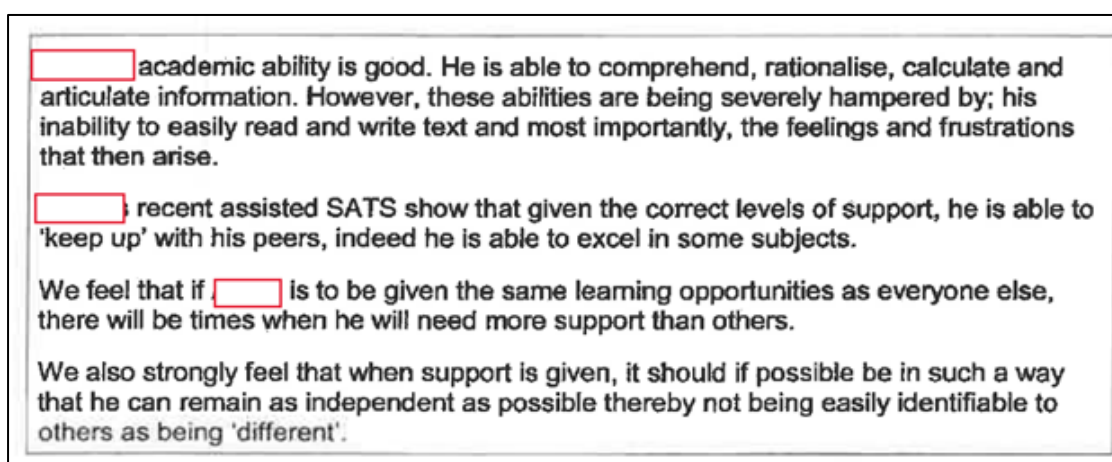 academic ability is good. He is able to comprehend, rationalise, calculate and
articulate information. However, these abilities are being severely hampered by; his
inability to easily read and write text and most importantly, the feelings and frustrations
that then arise.
recent assisted SATS show that given the correct levels of support, he is able to
'keep up' with his peers, indeed he is able to excel in some subjects.
We feel that if is to be given the same learning opportunities as everyone else,
there will be times when he will need more support than others.
We also strongly feel that when support is given, it should if possible be in such a way
that he can remain as independent as possible thereby not being easily identifiable to
others as being 'different'.